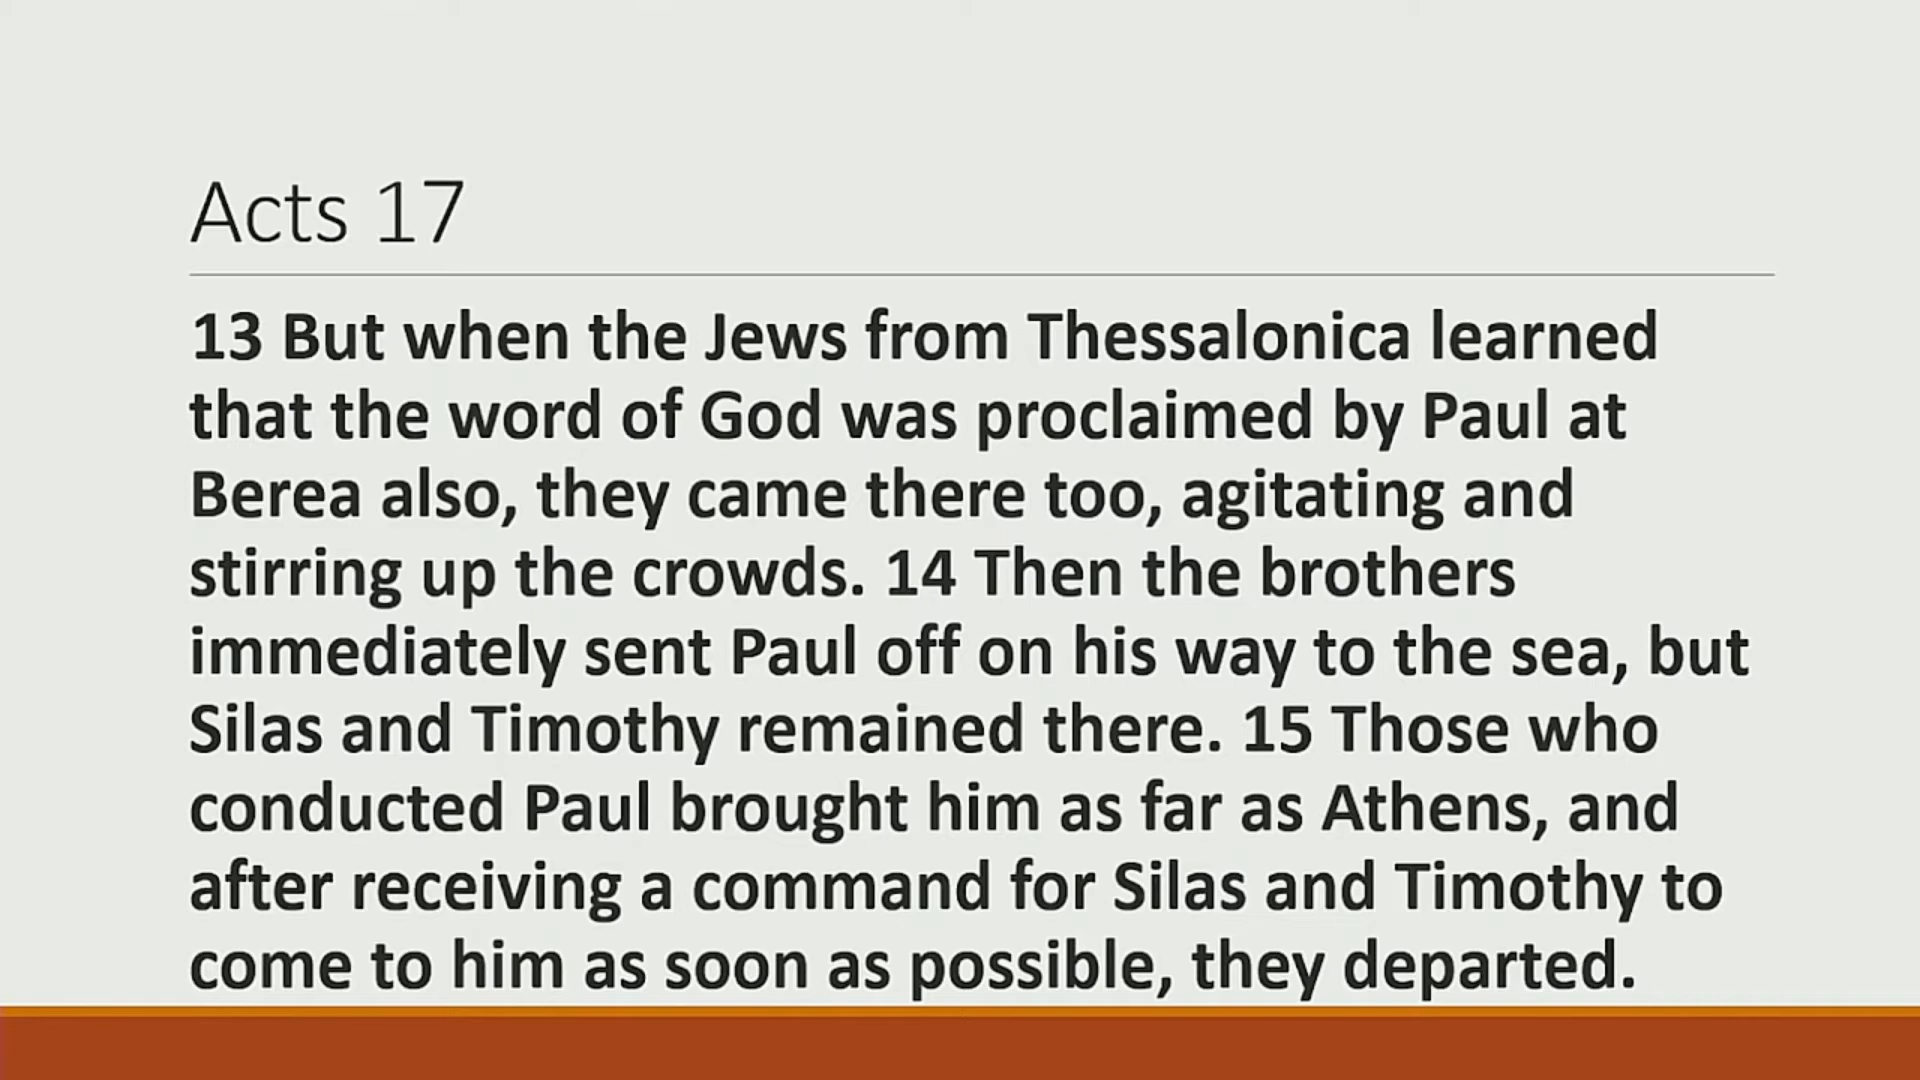 Acts 17
13 But when the Jews from Thessalonica learned
that the word of God was proclaimed by Paul at
Berea also, they came there too, agitating and
stirring up the crowds. 14 Then the brothers
immediately sent Paul off on his way to the sea, but
Silas and Timothy remained there. 15 Those who
conducted Paul brought him as far as Athens, and
after receiving a command for Silas and Timothy to
come to him as soon as possible, they departed.